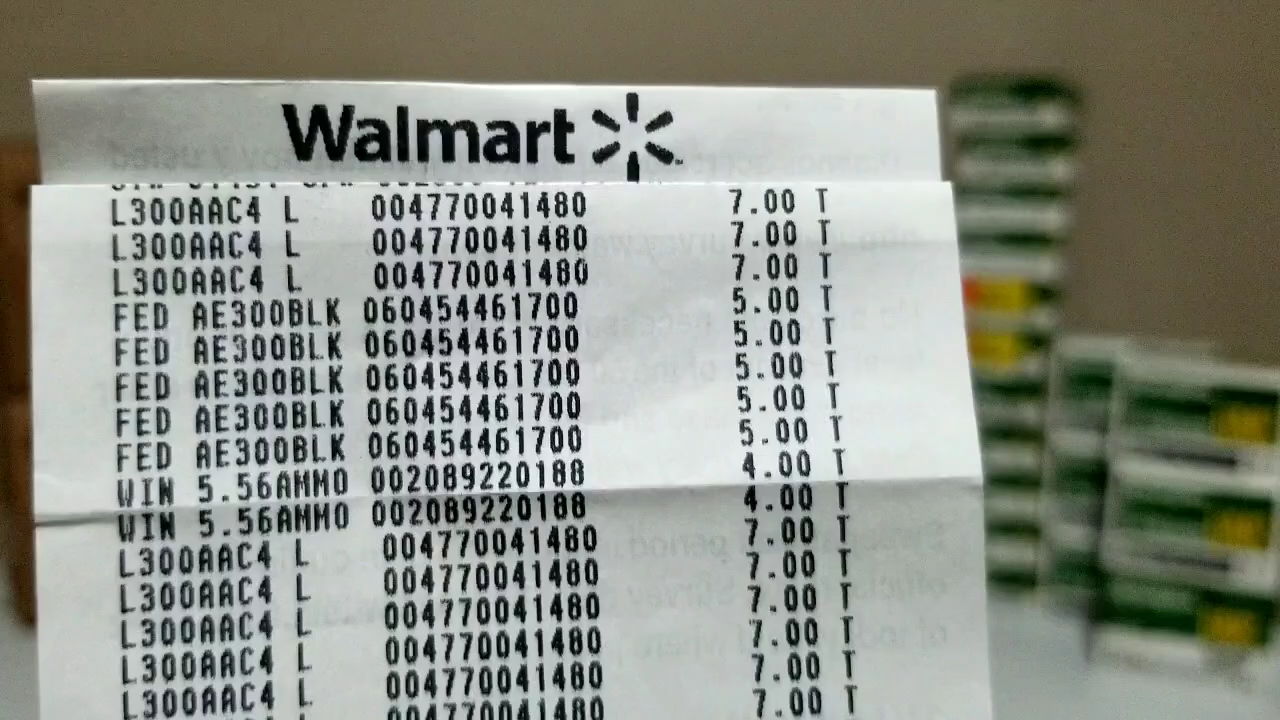 Walmart
L300AAC4 L 004770041480 7.00 T
L300AAC4 L 004770041480 7.00 T
L300AAC4 L 004770041480 7.00 T
FED AE300BLK 060454461700 5.00 T
FED AE300BLK 060454461700 5.00 T
FED AE300BLK 060454461700 5.00 T
FED AE300BLK 060454461700 5.00 T
FED AE300BLK 060454461700 5.00 T
WIN 5.56AMMO 002089220188 4.00 T
WIN 5.56AMMO 002089220188 4.00 T
L300AAC4 L 004770041480 7.00 T
L300AAC4 L 004770041480 7.00 T
L300AAC4 L 004770041480 7.00 T
L300AAC4 L 004770041480 7.00 T
L300AAC4 L 004770041480 7.00 T
004770041480 7.00 T